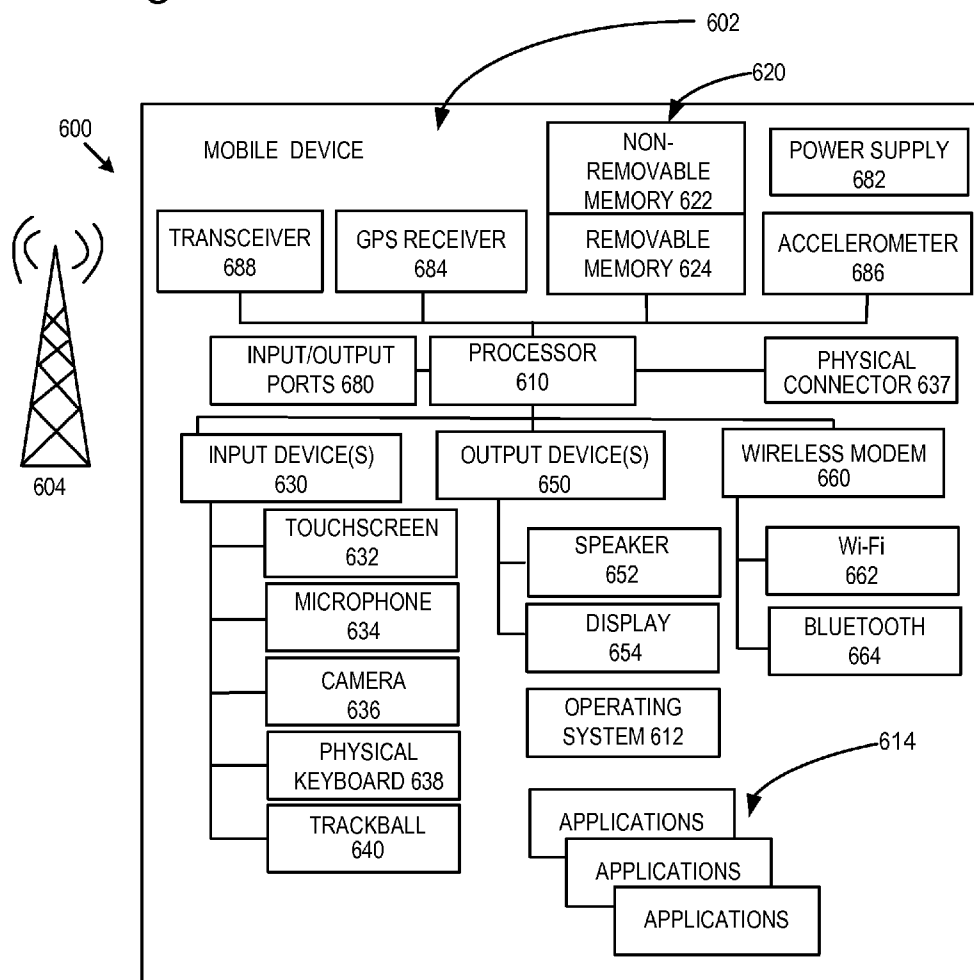 602
620
600
MOBILE DEVICE
NON-
REMOVABLE
MEMORY 622
POWER SUPPLY
682
TRANSCEIVER
688
GPS RECEIVER
684
REMOVABLE
MEMORY 624
ACCELEROMETER
686
INPUT/OUTPUT
PORTS 680
PROCESSOR
610
PHYSICAL
CONNECTOR 637
INPUT DEVICE(S)
630
OUTPUT DEVICE(S)
650
WIRELESS MODEM
660
604
TOUCHSCREEN
632
SPEAKER
652
Wi-Fi
662
MICROPHONE
634
DISPLAY
654
BLUETOOTH
664
CAMERA
636
OPERATING
SYSTEM 612
PHYSICAL
KEYBOARD 638
614
TRACKBALL
640
APPLICATIONS
APPLICATIONS
APPLICATIONS